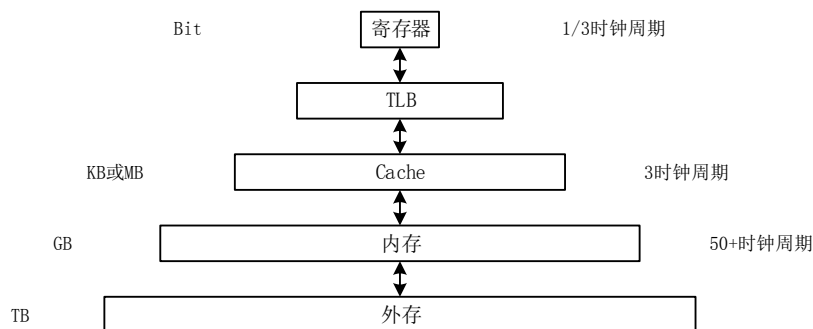 Bit 寄存器 1/3时钟周期
TLB
KB或MB Cache 3时钟周期
GB 内存 50+时钟周期
TB 外存